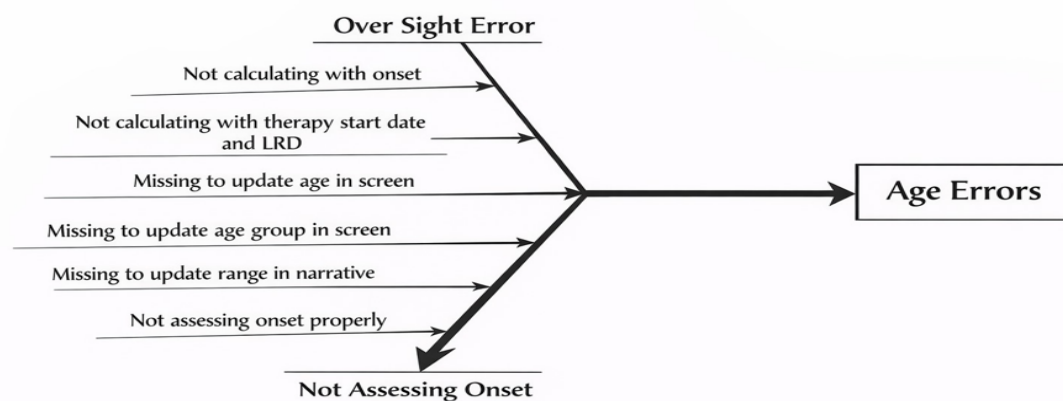 Over Sight Error
Not calculating with onset
Not calculating with therapy start date
and LRD
Missing to update age in screen
Age Errors
Missing to update age group in screen
Missing to update range in narrative
Not assessing onset properly
Not Assessing Onset